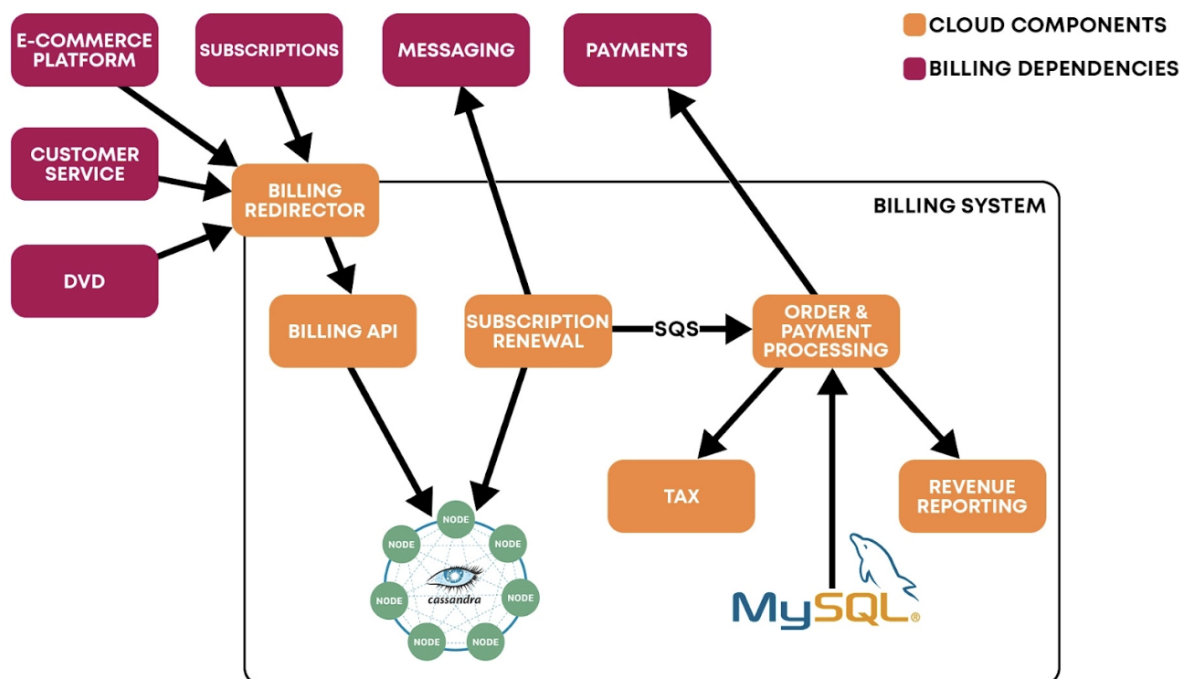 E-COMMERCE
PLATFORM
SUBSCRIPTIONS
MESSAGING
PAYMENTS
CLOUD COMPONENTS
BILLING DEPENDENCIES
CUSTOMER
SERVICE
BILLING
REDIRECTOR
BILLING SYSTEM
DVD
BILLING API
SUBSCRIPTION
RENEWAL
SQS
ORDER &
PAYMENT
PROCESSING
TAX
REVENUE
REPORTING
NODE
NODE
NODE
NODE
NODE
NODE
NODE
cassandra
MySQL®